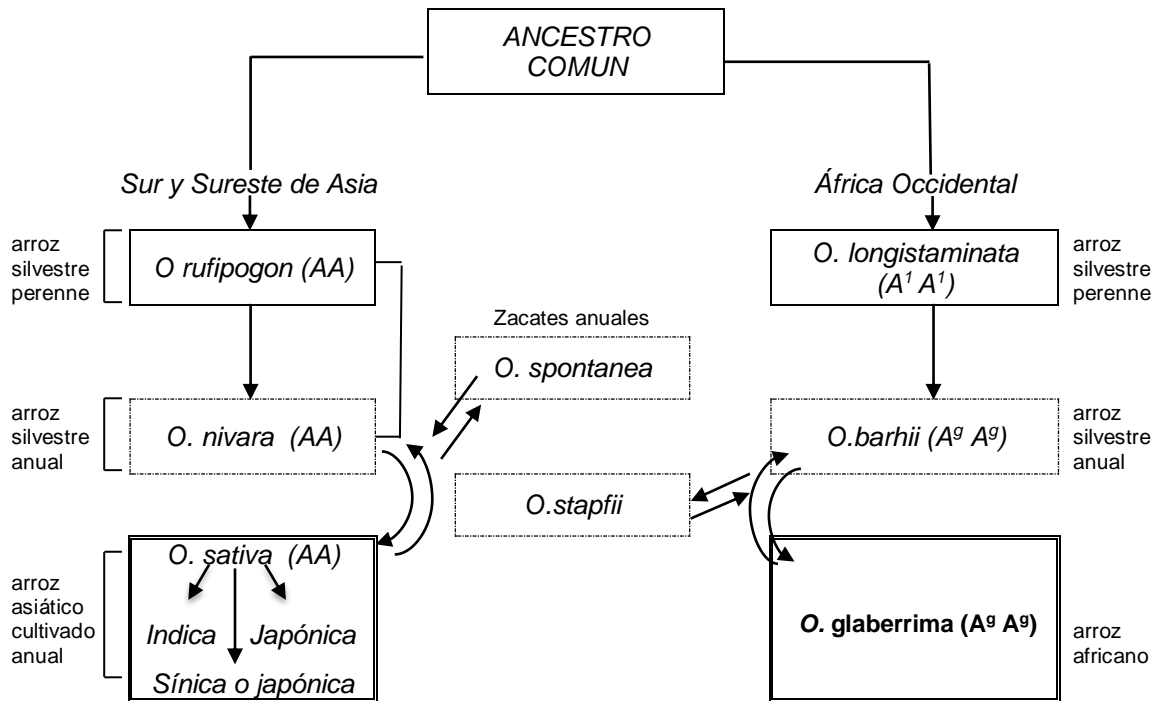 ANCESTRO
COMUN
Sur y Sureste de Asia
África Occidental
arroz
silvestre
perenne
O rufipogon (AA)
O. longistaminata
(A¹ A¹)
arroz
silvestre
perenne
Zacates anuales
O. spontanea
arroz
silvestre
anual
O. nivara (AA)
O.barhii (Aᵍ Aᵍ)
arroz
silvestre
anual
O.stapfii
arroz
asiático
cultivado
anual
O. sativa (AA)
Indica Japónica
Sínica o japónica
O. glaberrima (Aᵍ Aᵍ)
arroz
africano